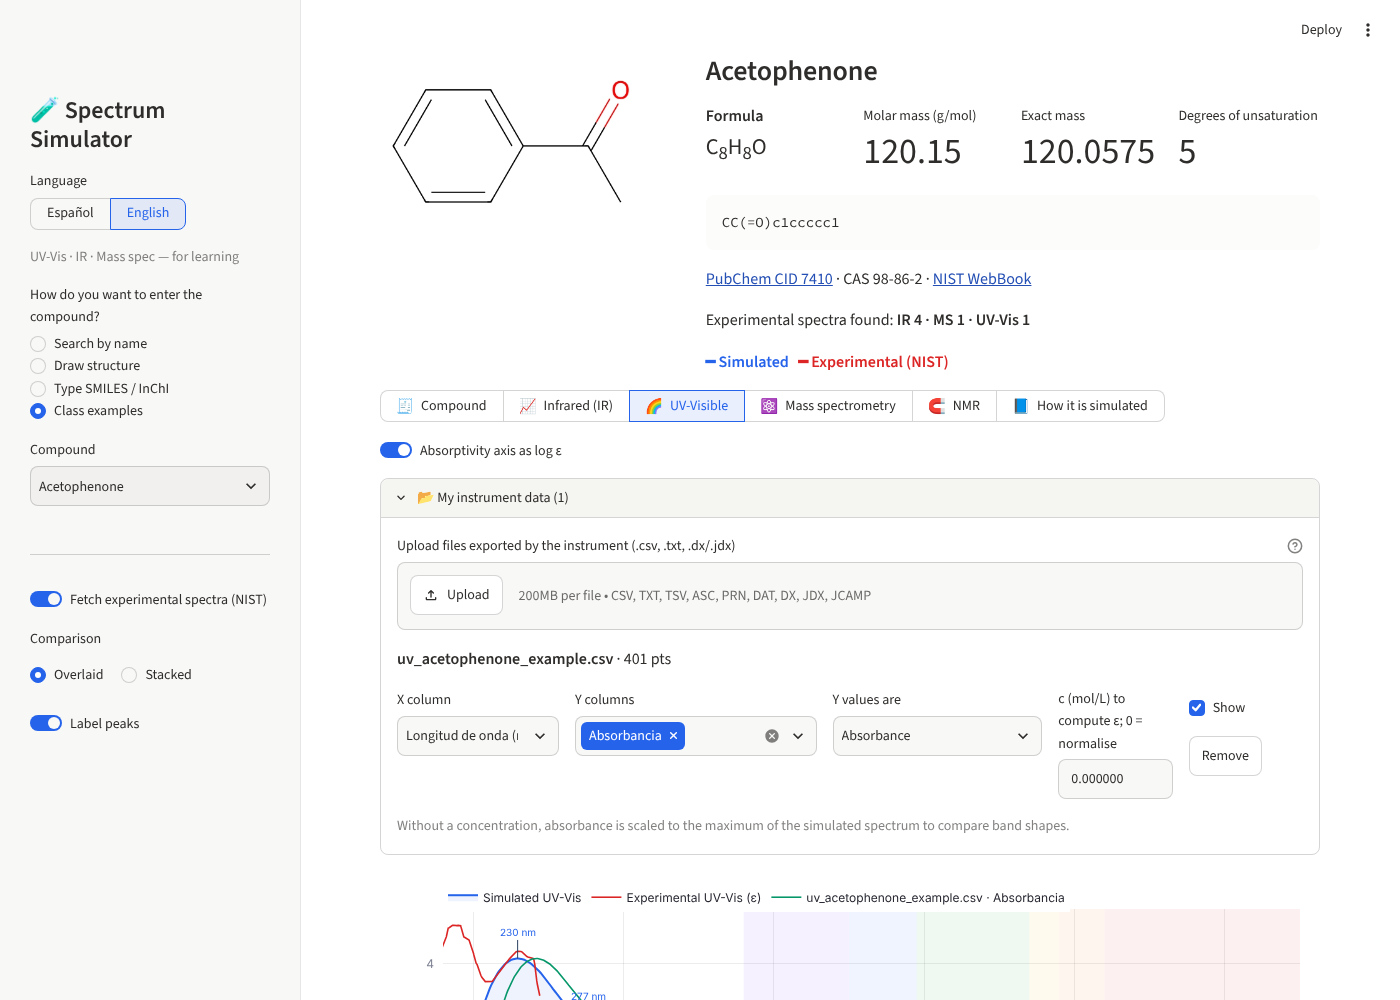 Deploy
🧪 Spectrum
Simulator
Language
Español
English
UV-Vis · IR · Mass spec — for learning
How do you want to enter the
compound?
Search by name
Draw structure
Type SMILES / InChI
Class examples
Compound
Acetophenone
Fetch experimental spectra (NIST)
Comparison
Overlaid
Stacked
Label peaks
O
Acetophenone
Formula
C₈H₈O
Molar mass (g/mol)
120.15
Exact mass
120.0575
Degrees of unsaturation
5
CC(=O)c1ccccc1
PubChem CID 7410 · CAS 98-86-2 · NIST WebBook
Experimental spectra found: IR 4 · MS 1 · UV-Vis 1
Simulated Experimental (NIST)
Compound
Infrared (IR)
UV-Visible
Mass spectrometry
NMR
How it is simulated
Absorptivity axis as log ε
My instrument data (1)
Upload files exported by the instrument (.csv, .txt, .dx/.jdx)
Upload
200MB per file • CSV, TXT, TSV, ASC, PRN, DAT, DX, JDX, JCAMP
uv_acetophenone_example.csv · 401 pts
X column
Longitud de onda (
Y columns
Absorbancia
Y values are
Absorbance
c (mol/L) to
compute ε; 0 =
normalise
0.000000
Show
Remove
Without a concentration, absorbance is scaled to the maximum of the simulated spectrum to compare band shapes.
Simulated UV-Vis
Experimental UV-Vis (ε)
uv_acetophenone_example.csv · Absorbancia
230 nm
4
277 nm